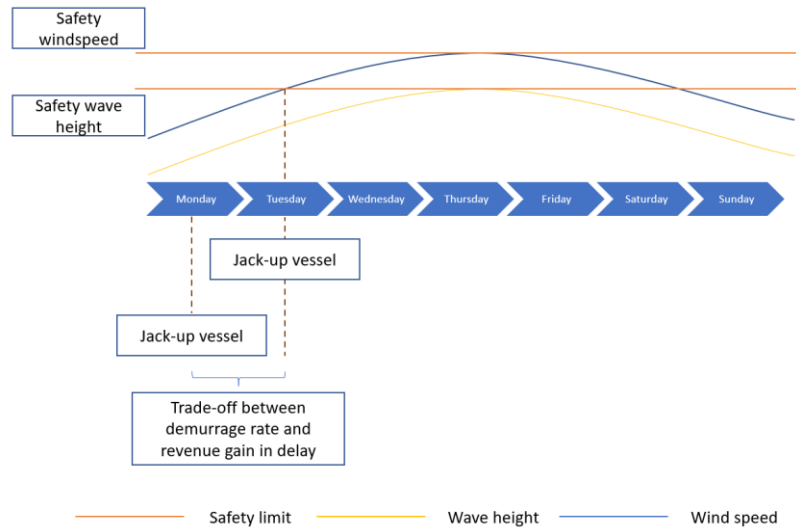 Safety
windspeed
Safety wave
height
Monday
Tuesday
Wednesday
Thursday
Friday
Saturday
Sunday
Jack-up vessel
Jack-up vessel
Trade-off between
demurrage rate and
revenue gain in delay
Safety limit
Wave height
Wind speed